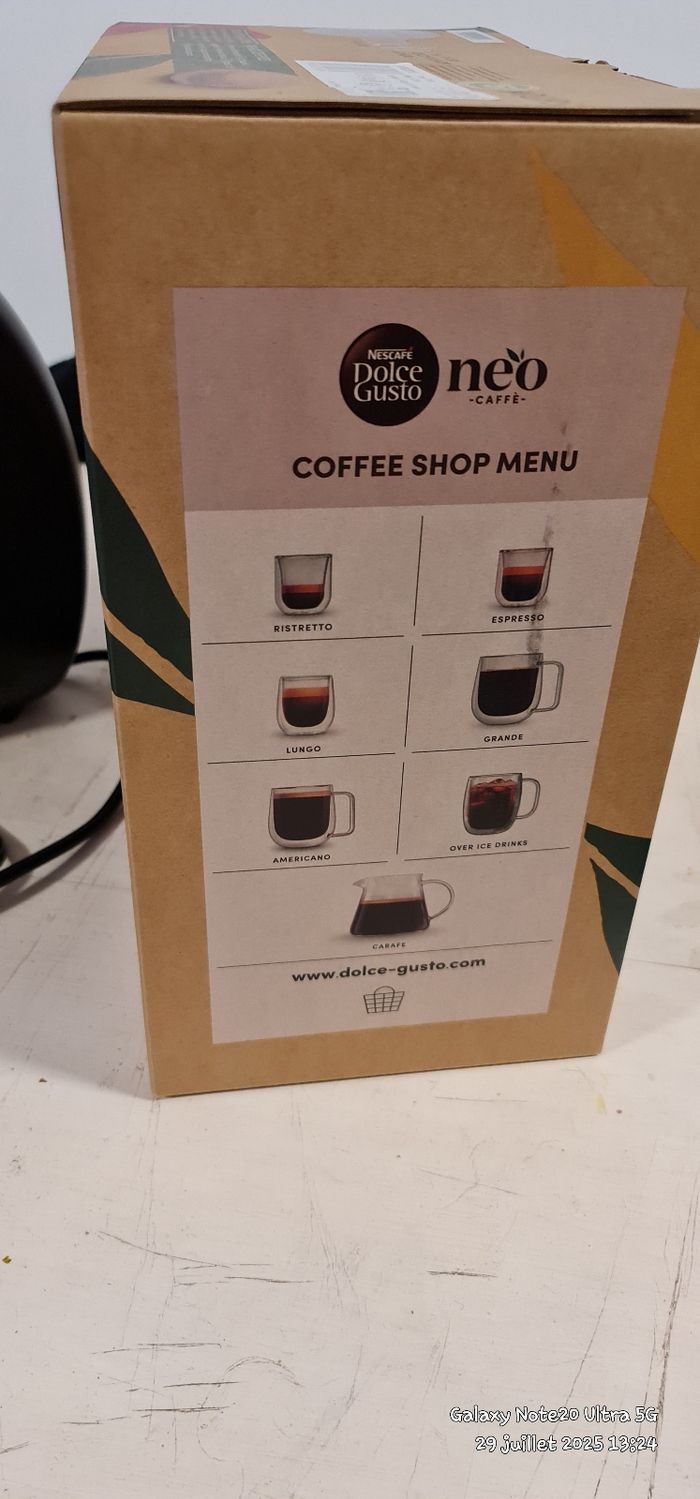 NESCAFÉ
Dolce
Gusto
neo
-CAFFÈ-
COFFEE SHOP MENU
RISTRETTO
ESPRESSO
LUNGO
GRANDE
AMERICANO
OVER ICE DRINKS
CARAFE
www.dolce-gusto.com
Galaxy Note20 Ultra 5G
29 juillet 2025 13:24